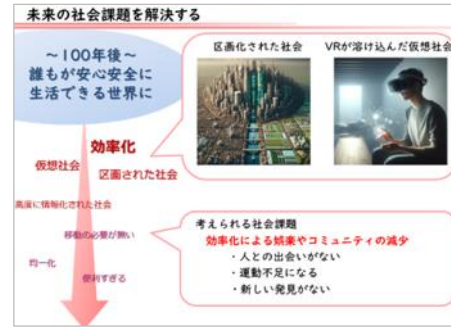 未来の社会課題を解決する
～100年後～
誰もが安心安全に
生活できる世界に
区画化された社会
VRが溶け込んだ仮想社会
効率化
仮想社会
区画された社会
高度に情報化された社会
移動の必要が無い
均一化
便利すぎる
考えられる社会課題
効率化による娯楽やコミュニティの減少
・人との出会いがない
・運動不足になる
・新しい発見がない